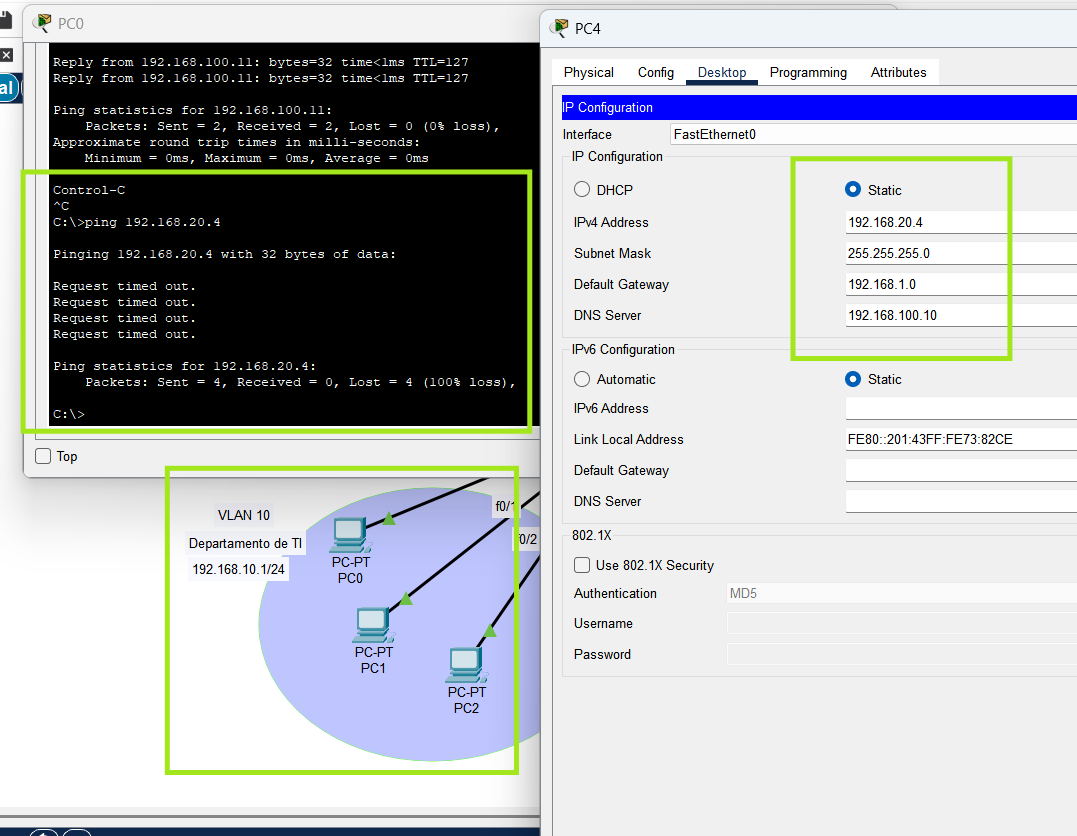 PC0
Reply from 192.168.100.11: bytes=32 time<1ms TTL=127
Reply from 192.168.100.11: bytes=32 time<1ms TTL=127
Ping statistics for 192.168.100.11:
Packets: Sent = 2, Received = 2, Lost = 0 (0% loss),
Approximate round trip times in milli-seconds:
Minimum = 0ms, Maximum = 0ms, Average = 0ms
Control-C
^C
C:\>ping 192.168.20.4
Pinging 192.168.20.4 with 32 bytes of data:
Request timed out.
Request timed out.
Request timed out.
Request timed out.
Ping statistics for 192.168.20.4:
Packets: Sent = 4, Received = 0, Lost = 4 (100% loss),
C:\>
Top
al
VLAN 10
Departamento de TI
192.168.10.1/24
f0/1
f0/2
PC-PT
PC0
PC-PT
PC1
PC-PT
PC2
PC4
Physical Config Desktop Programming Attributes
IP Configuration
Interface FastEthernet0
IP Configuration
DHCP Static
IPv4 Address 192.168.20.4
Subnet Mask 255.255.255.0
Default Gateway 192.168.1.0
DNS Server 192.168.100.10
IPv6 Configuration
Automatic Static
IPv6 Address
Link Local Address FE80::201:43FF:FE73:82CE
Default Gateway
DNS Server
802.1X
Use 802.1X Security
Authentication MD5
Username
Password